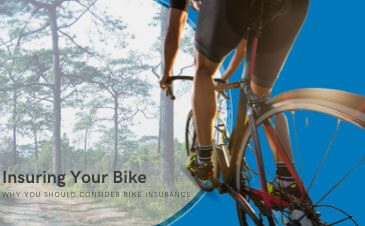 Insuring Your Bike
WHY YOU SHOULD CONSIDER BIKE INSURANCE